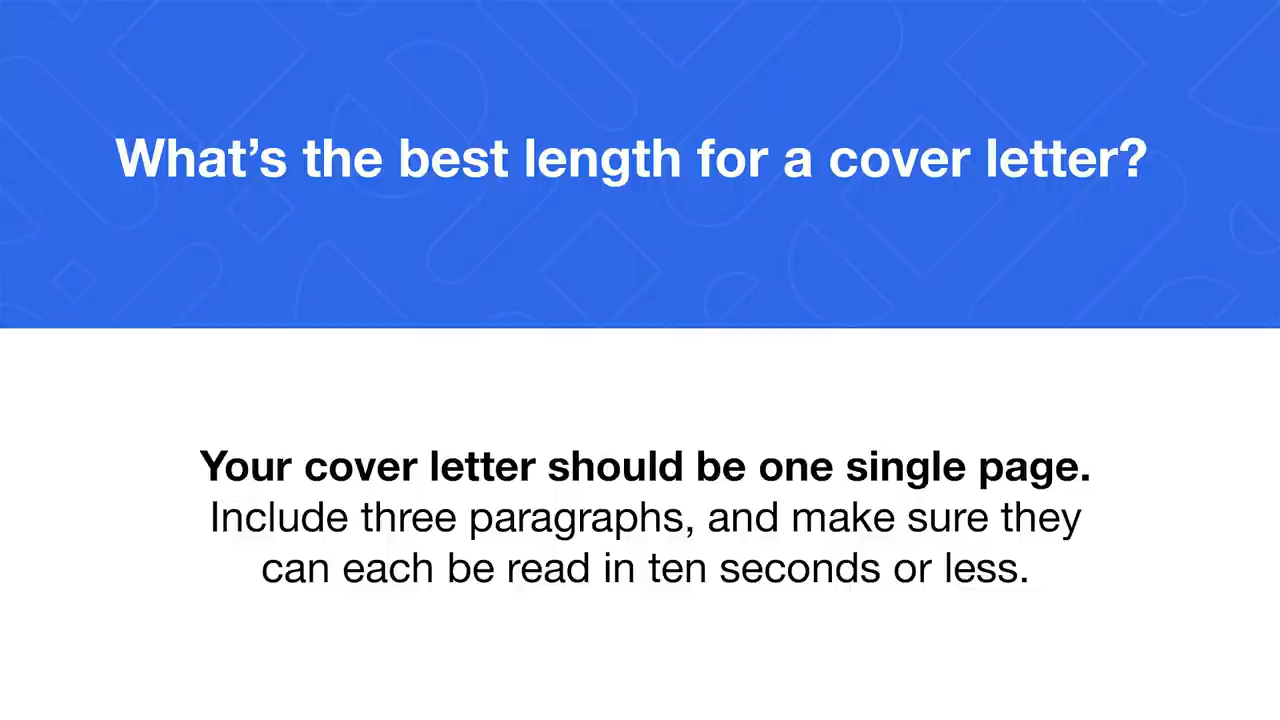 What’s the best length for a cover letter?
Your cover letter should be one single page.
Include three paragraphs, and make sure they
can each be read in ten seconds or less.